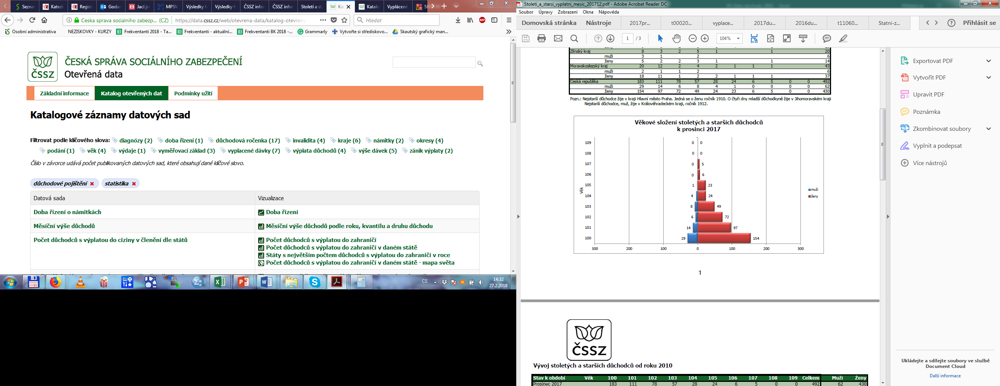 Seznar
Kated
Regist
Godar
Jací js
MPSV
Výsledky h
Výsledky h
ČSSZ infor
ČSSZ infor
Století a st
Kat
Katalo
Vyplácené
Ceska sprava socialniho zabezp... (CZ)
https://data.cssz.cz/web/otevrena-data/katalog-otevreny
Hledat
Osobní administrativa
NEZISKOVKY - KURZY
Frekventanti 2018 - Ta...
Frekventanti - aktuální...
Frekventanti BK 2018 -...
Grammarly
Vytvořte si střediskovo...
Skautský grafický man...
ČSSZ
ČESKÁ SPRÁVA SOCIÁLNÍHO ZABEZPEČENÍ
Otevřená data
Základní informace
Katalog otevřených dat
Podmínky užití
Katalogové záznamy datových sad
Filtrovat podle klíčového slova: diagnózy (2) doba řízení (1) důchodová ročenka (17) invalidita (4) kraje (6) námitky (2) okresy (4)
podání (1) věk (4) výdaje (1) vyměřovací základ (3) vyplacené dávky (7) výplata důchodů (4) výše dávek (5) zánik výplaty (2)
Číslo v závorce udává počet publikovaných datových sad, které obsahují dané klíčové slovo.
důchodové pojištění statistika
Datová sada Vizualizace
Doba řízení o námitkách Doba řízení
Měsíční výše důchodů Měsíční výše důchodů podle roku, kvantilu a druhu důchodu
Počet důchodců s výplatou do ciziny v členění dle států Počet důchodců s výplatou do zahraničí
Počet důchodců s výplatou do zahraničí v daném státě
Státy s největším počtem důchodců s výplatou do zahraničí v roce
Počet důchodců s výplatou do zahraničí v daném státě - mapa světa
CS
14:32
27.2.2018
Stoleti_a_starsi_vyplatni_mesic_201712.pdf - Adobe Acrobat Reader DC
Soubor Úpravy Zobrazení Okna Nápověda
Domovská stránka Nástroje 2017pr... t00020... vyplace... 2017du... 2016du... t11060... Statni-z... Přihlásit se
1 / 3 104%
Zlínský kraj 8 3 2 5 1 1 20
muži 3 1 2 6
ženy 5 2 2 3 1 1 14
Moravskoslezský kraj 20 12 2 4 2 1 1 1 43
muži 2 1 1 2 6
ženy 18 11 1 2 2 1 1 1 37
Česká republika 183 111 78 57 28 24 6 5 0 0 492
muži 29 14 6 8 4 1 0 0 0 0 62
ženy 154 97 72 49 24 23 6 5 0 0 430
Pozn.: Nejstarší důchodce žije v kraji Hlavní město Praha. Jedná se o ženu ročník 1910. O čtyři dny mladší důchodkyně žije v Jihomoravském kraji
Nejstarší důchodce, muž, žije v Královéhradeckém kraji, ročník 1912.
Věkové složení stoletých a starších důchodců
k prosinci 2017
Věk
109 0 0
108 0 0
107 0 5
106 0 6
105 1 23
104 4 24
103 8 49
102 6 72
101 14 97
100 29 154
300 200 100 0 100 200 300
muži
ženy
1
ČSSZ
Vývoj stoletých a starších důchodců od roku 2010
Stav k období Věk 100 101 102 103 104 105 106 107 108 109 Celkem Muži Ženy
Prosinec 2017 183 111 78 57 28 24 6 5 0 0 492 62 430
Exportovat PDF
Vytvořit PDF
Upravit PDF
Poznámka
Zkombinovat soubory
Vyplnit a podepsat
Více nástrojů
Ukládejte a sdílejte soubory ve službě
Document Cloud
Další informace